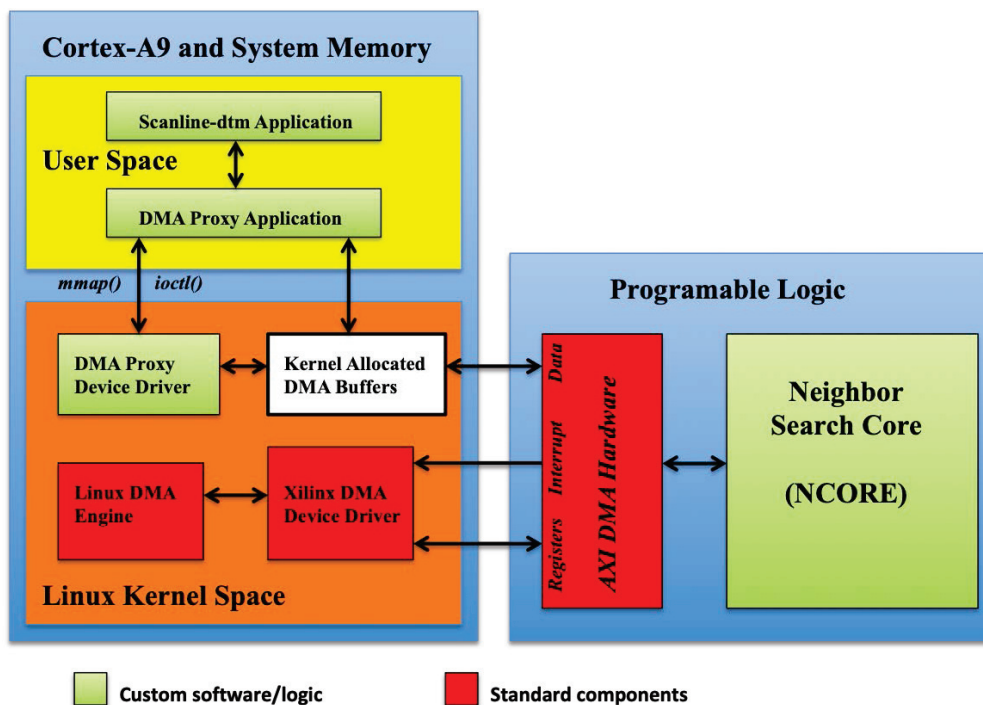 Cortex-A9 and System Memory
Scanline-dtm Application
User Space
DMA Proxy Application
mmap()
ioctl()
DMA Proxy
Device Driver
Kernel Allocated
DMA Buffers
Linux DMA
Engine
Xilinx DMA
Device Driver
Linux Kernel Space
Programable Logic
Data
Interrupt
Registers
AXI DMA Hardware
Neighbor
Search Core
(NCORE)
Custom software/logic
Standard components